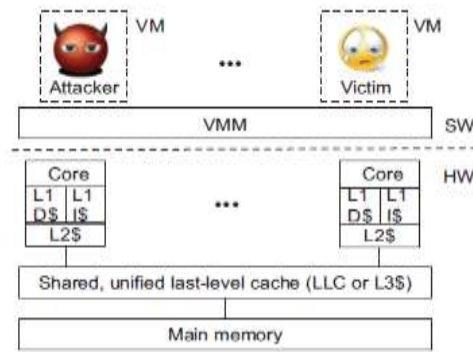 VM VM
Attacker ... Victim
VMM SW
HW
Core Core
L1 L1 ... L1 L1
D$ I$ D$ I$
L2$ L2$
Shared, unified last-level cache (LLC or L3$)
Main memory